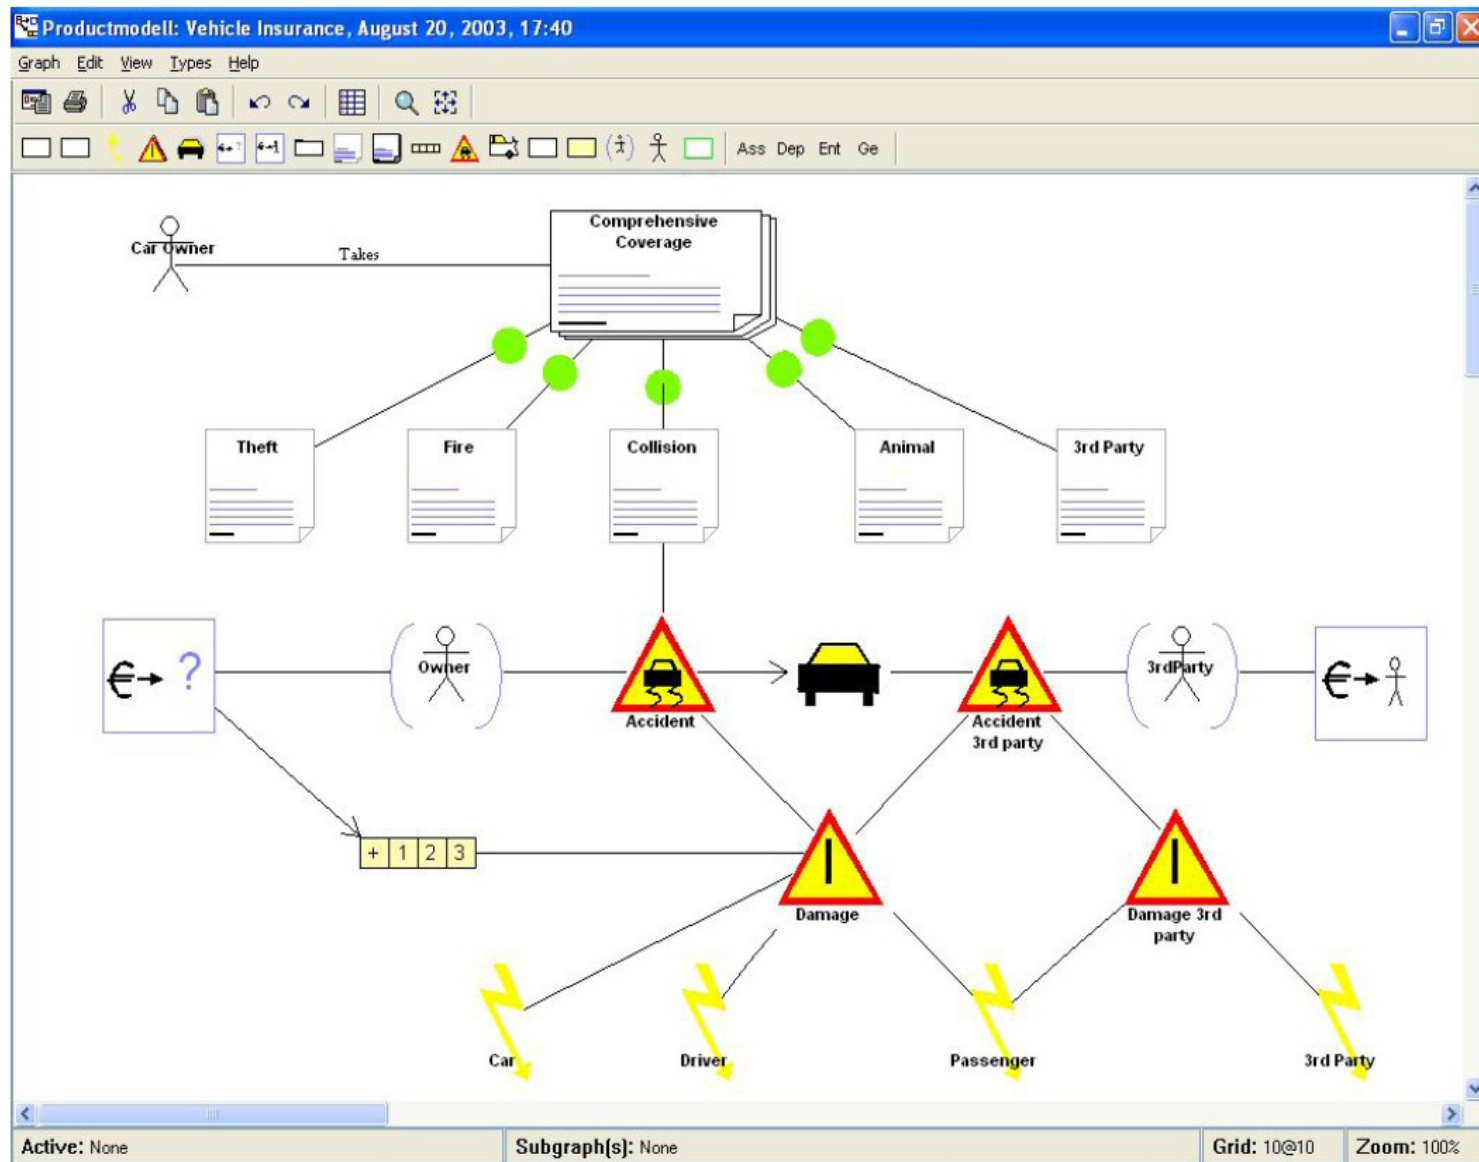 Productmodell: Vehicle Insurance, August 20, 2003, 17:40
Graph Edit View Types Help
Ass Dep Ent Ge
Comprehensive
Coverage
Car Owner
Takes
Theft
Fire
Collision
Animal
3rd Party
€ ?
Owner
3rdParty
€
Accident
Accident
3rd party
+ 1 2 3
Damage
Damage 3rd
party
Car
Driver
Passenger
3rd Party
Active: None
Subgraph(s): None
Grid: 10@10
Zoom: 100%